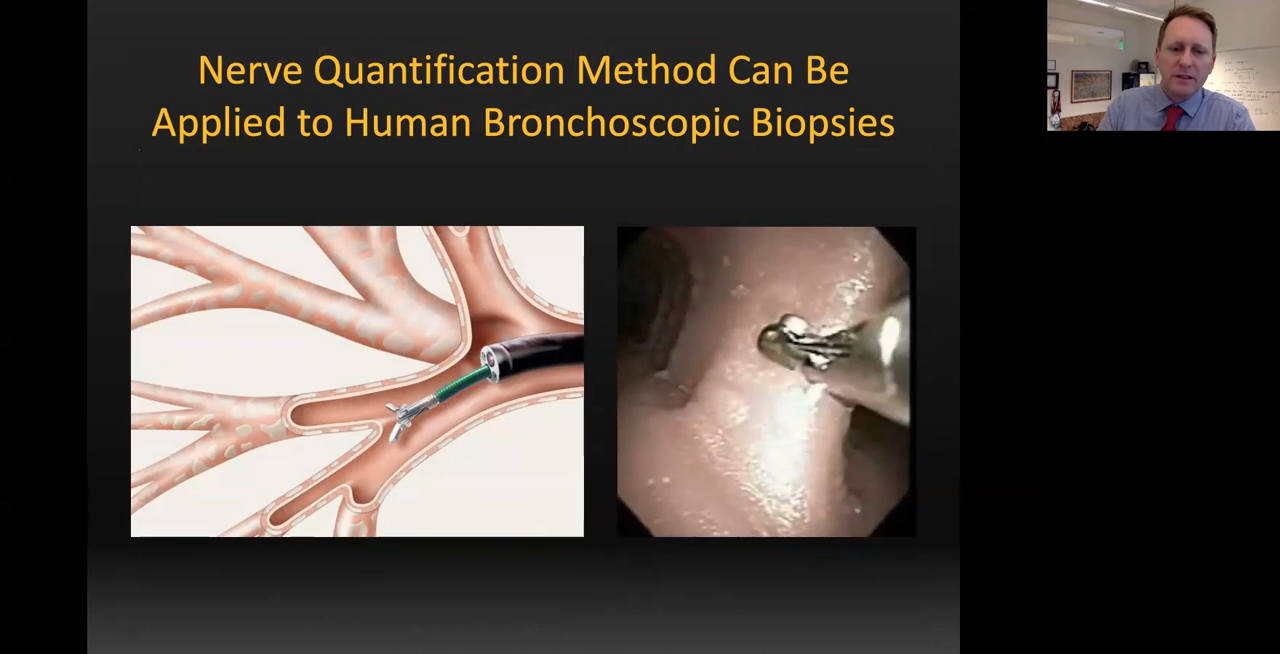 Nerve Quantification Method Can Be
Applied to Human Bronchoscopic Biopsies